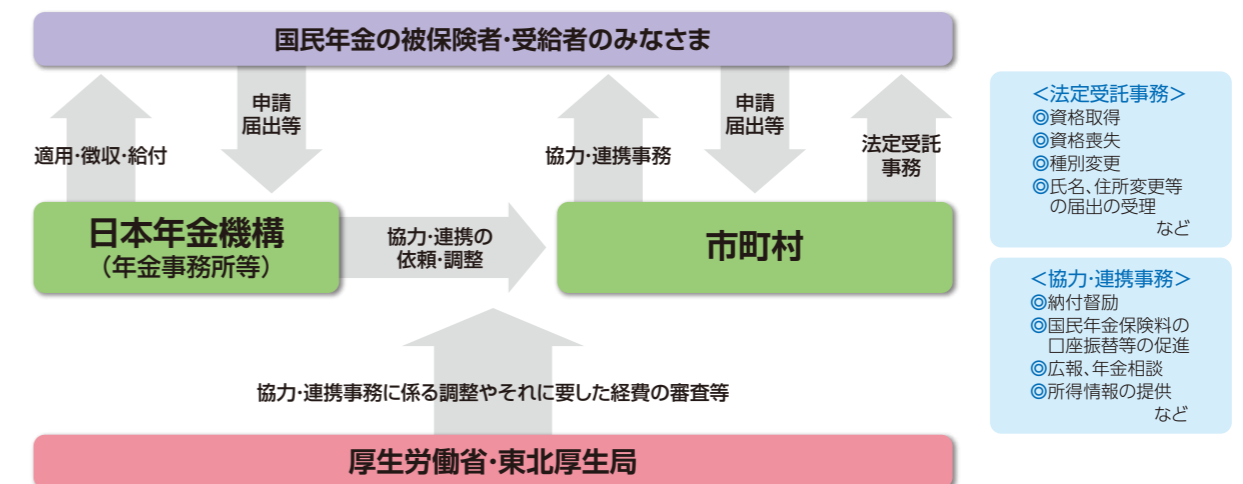 国民年金の被保険者・受給者のみなさま
適用・徴収・給付
申請
届出等
協力・連携事務
申請
届出等
法定受託
事務
日本年金機構
（年金事務所等）
協力・連携の
依頼・調整
市町村
協力・連携事務に係る調整やそれに要した経費の審査等
厚生労働省・東北厚生局
＜法定受託事務＞
◎資格取得
◎資格喪失
◎種別変更
◎氏名、住所変更等
の届出の受理
など
＜協力・連携事務＞
◎納付督励
◎国民年金保険料の
口座振替等の促進
◎広報、年金相談
◎所得情報の提供
など